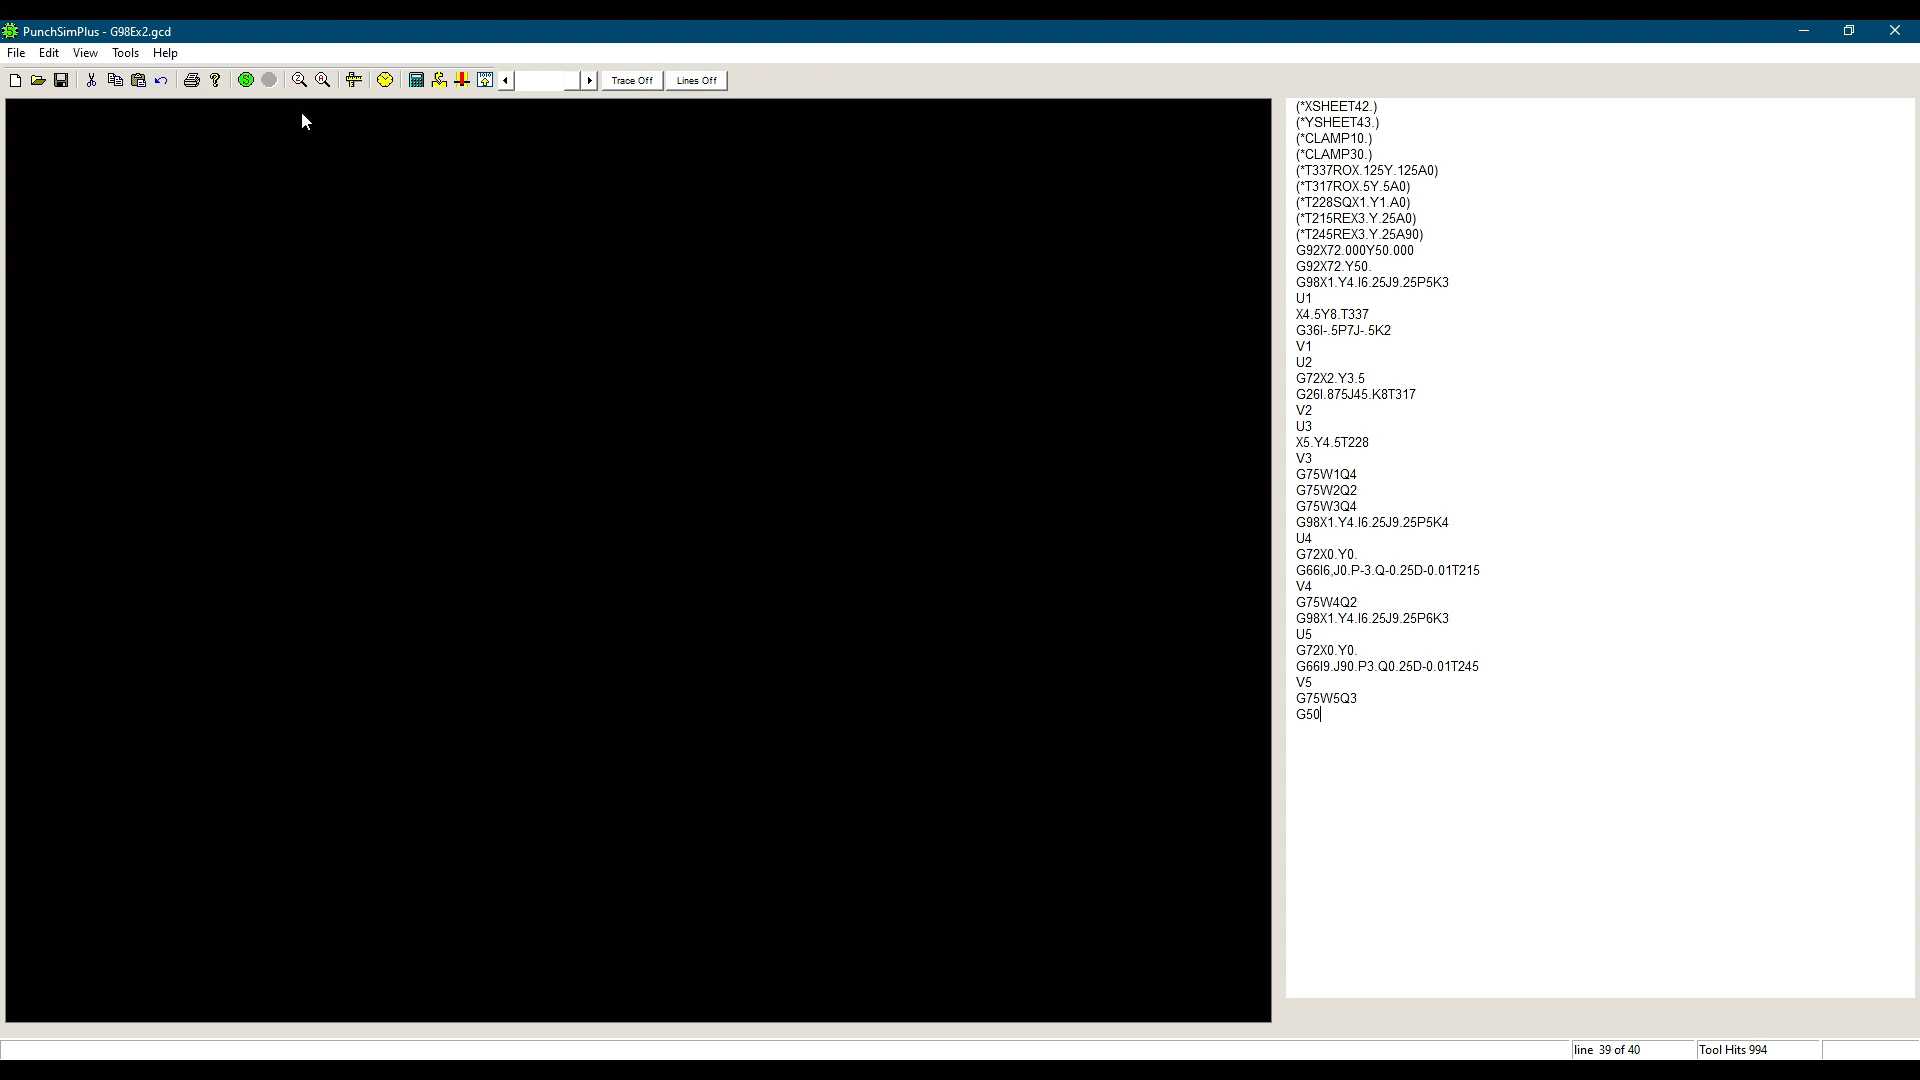 PunchSimPlus - G98Ex2.gcd
File Edit View Tools Help
Trace Off Lines Off
(*XSHEET42.)
(*YSHEET43.)
(*CLAMP10.)
(*CLAMP30.)
(*T337ROX.125Y.125A0)
(*T317ROX.5Y.5A0)
(*T228SQX1.Y1.A0)
(*T215REX3.Y.25A0)
(*T245REX3.Y.25A90)
G92X72.000Y50.000
G92X72.Y50.
G98X1.Y4.I6.25J9.25P5K3
U1
X4.5Y8.T337
G36I-.5P7J-.5K2
V1
U2
G72X2.Y3.5
G26I.875J45.K8T317
V2
U3
X5.Y4.5T228
V3
G75W1Q4
G75W2Q2
G75W3Q4
G98X1.Y4.I6.25J9.25P5K4
U4
G72X0.Y0.
G66I6,J0.P-3.Q-0.25D-0.01T215
V4
G75W4Q2
G98X1.Y4.I6.25J9.25P6K3
U5
G72X0.Y0.
G66I9.J90.P3.Q0.25D-0.01T245
V5
G75W5Q3
G50
line 39 of 40 Tool Hits 994